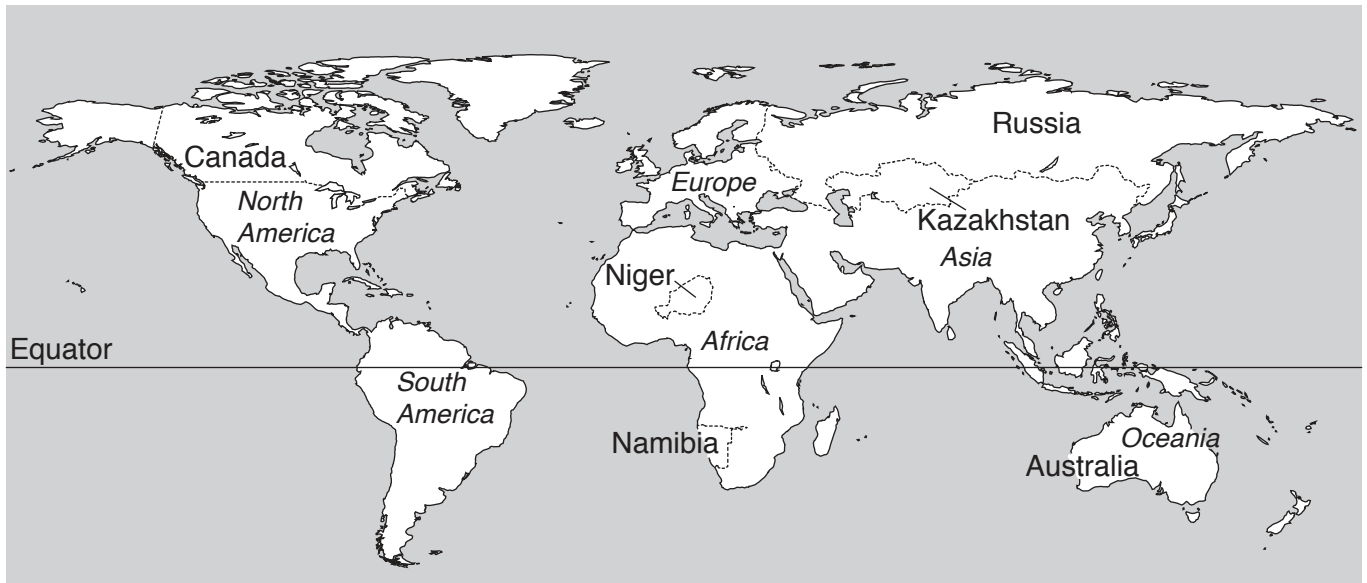 Russia
Canada
Europe
North
America
Kazakhstan
Asia
Niger
Africa
Equator
South
America
Namibia
Oceania
Australia